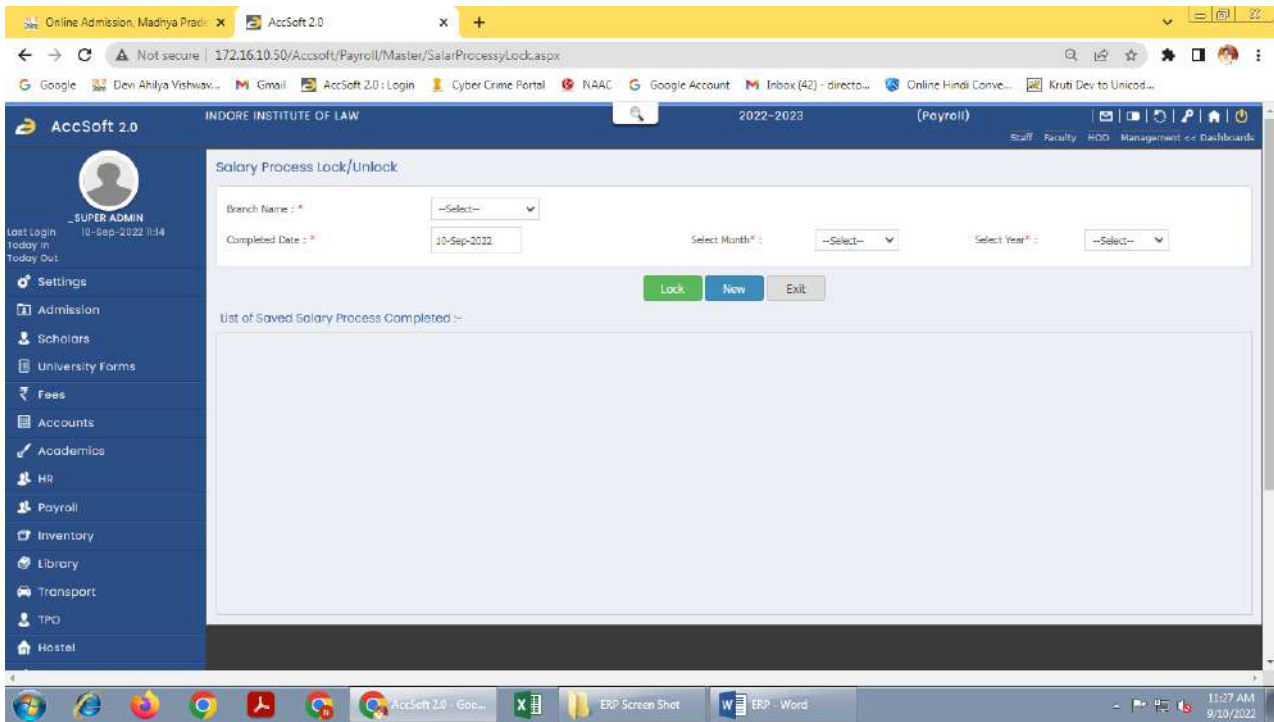 Online Admission, Madhya Prade
AccSoft 2.0
Not secure | 172.16.10.50/Accsoft/Payroll/Master/SalarProcessyLock.aspx
Google
Devi Ahilya Vishwav...
Gmail
AccSoft 2.0 : Login
Cyber Crime Portal
NAAC
Google Account
Inbox (42) - directo...
Online Hindi Conve...
Kruti Dev to Unicod...
AccSoft 2.0
INDORE INSTITUTE OF LAW
2022-2023
(Payroll)
Staff Faculty HOD Management << Dashboards
_SUPER ADMIN
Last Login 10-Sep-2022 11:14
Today In
Today Out
Settings
Admission
Scholars
University Forms
Fees
Accounts
Academics
HR
Payroll
Inventory
Library
Transport
TPO
Hostel
Salary Process Lock/Unlock
Branch Name : * --Select--
Completed Date : * 10-Sep-2022 Select Month* : --Select-- Select Year* : --Select--
Lock New Exit
List of Saved Salary Process Completed :-
AccSoft 2.0 - Goo...
ERP Screen Shot
ERP - Word
11:27 AM
9/10/2022